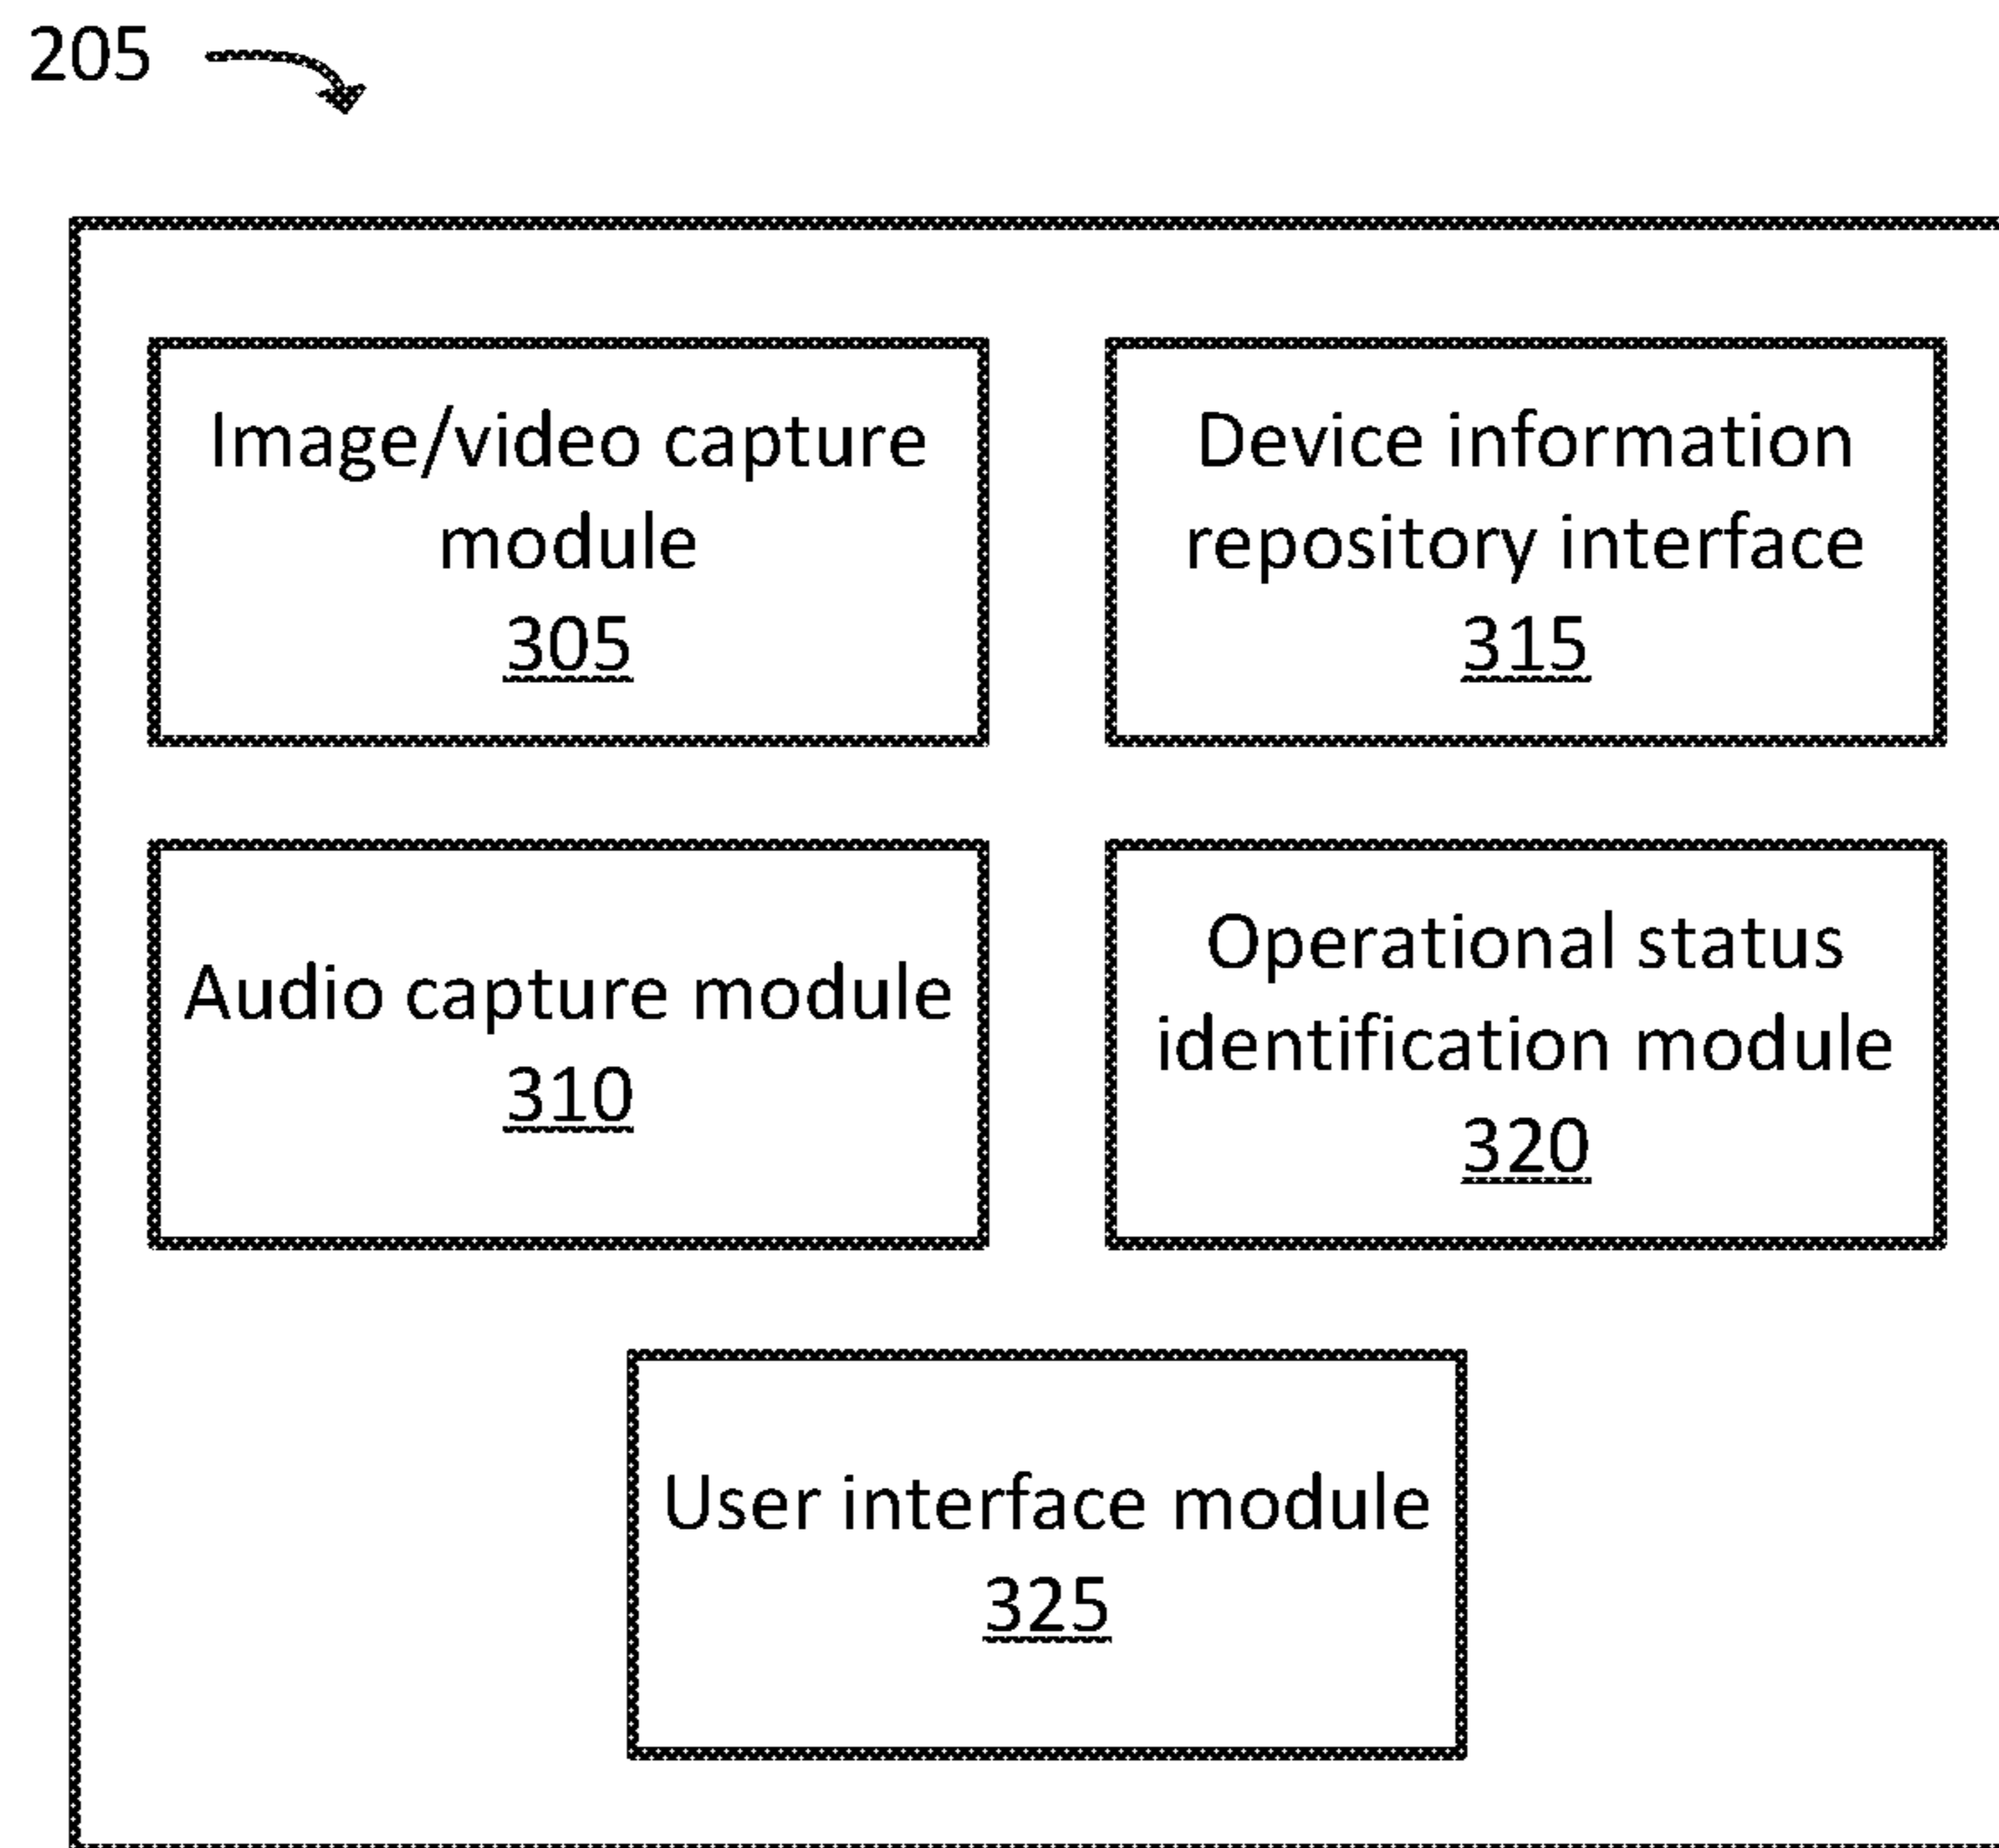 205
Image/video capture
module
305
Device information
repository interface
315
Audio capture module
310
Operational status
identification module
320
User interface module
325